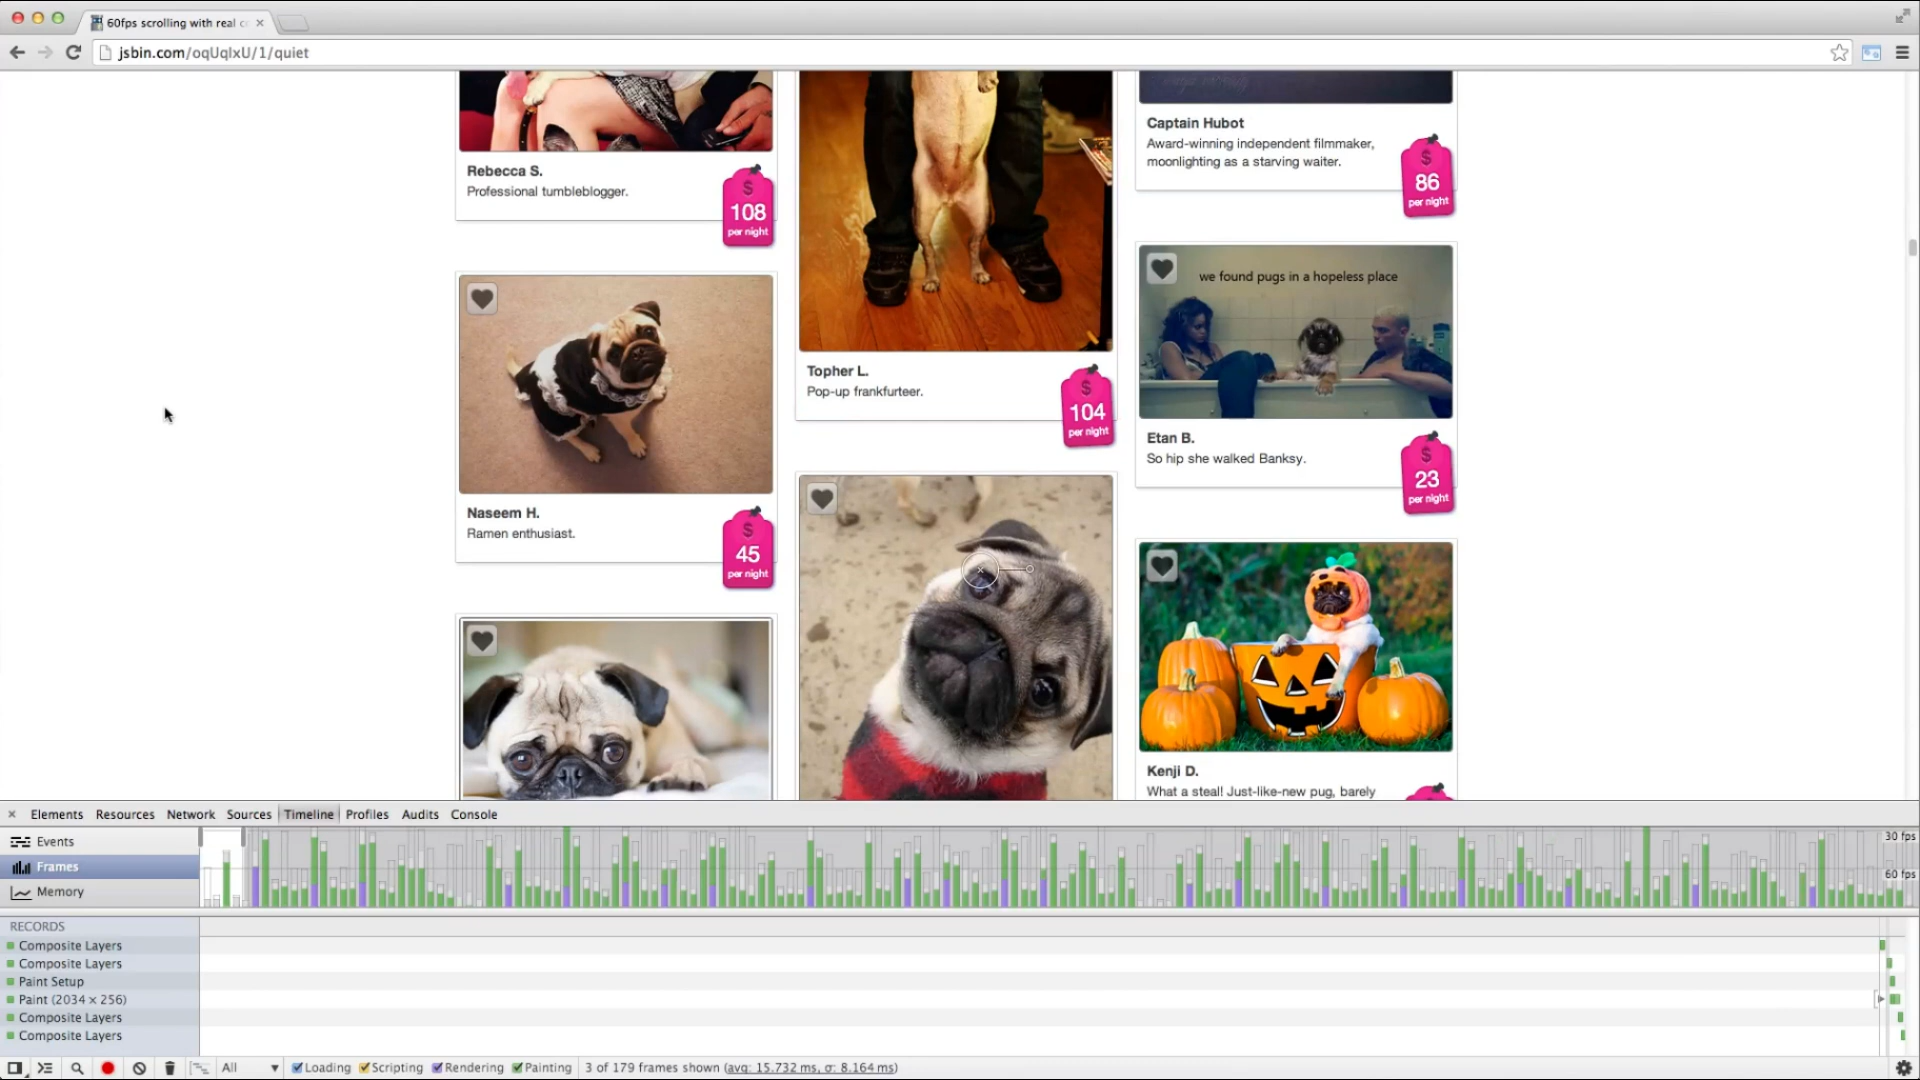 60fps scrolling with real c
jsbin.com/oqUqIxU/1/quiet
Rebecca S.
Professional tumbleblogger.
$
108
per night
Naseem H.
Ramen enthusiast.
$
45
per night
Topher L.
Pop-up frankfurteer.
$
104
per night
Captain Hubot
Award-winning independent filmmaker,
moonlighting as a starving waiter.
$
86
per night
we found pugs in a hopeless place
Etan B.
So hip she walked Banksy.
$
23
per night
Kenji D.
What a steal! Just-like-new pug, barely
Elements Resources Network Sources Timeline Profiles Audits Console
Events
Frames
Memory
30 fps
60 fps
RECORDS
Composite Layers
Composite Layers
Paint Setup
Paint (2034 × 256)
Composite Layers
Composite Layers
All Loading Scripting Rendering Painting 3 of 179 frames shown (avg: 15.732 ms, σ: 8.164 ms)